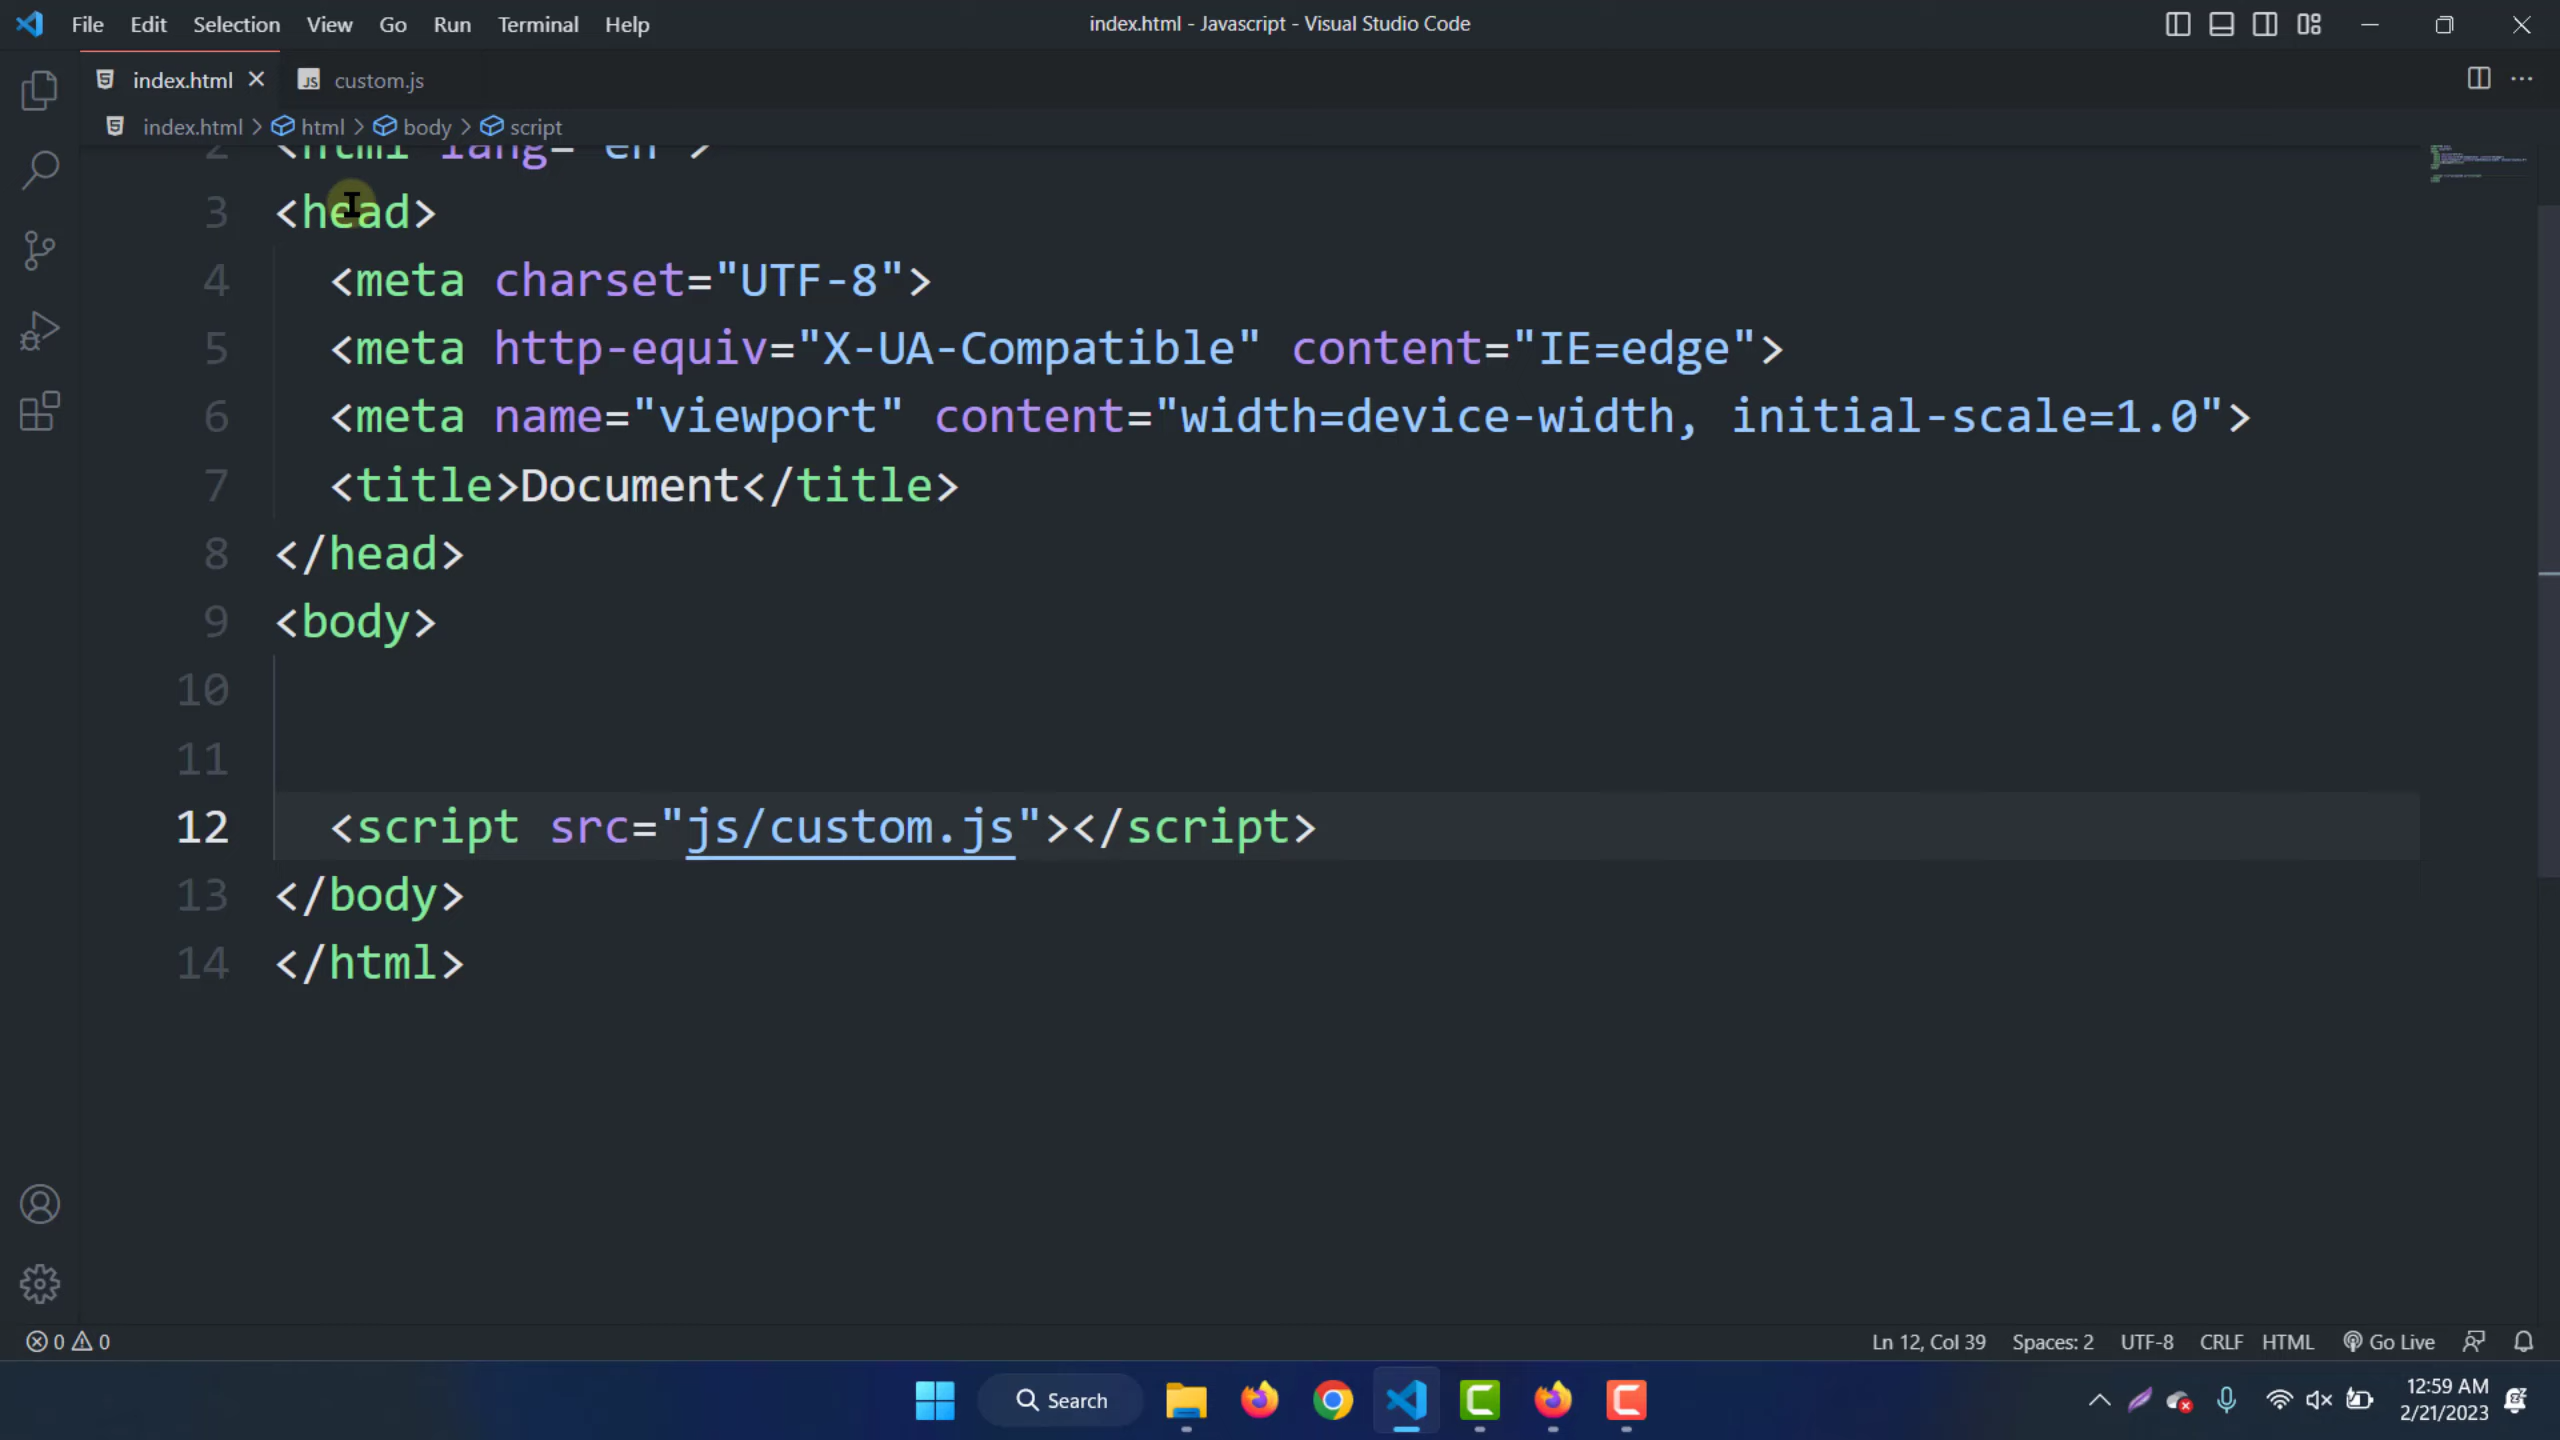 File Edit Selection View Go Run Terminal Help
index.html - Javascript - Visual Studio Code
index.html custom.js
index.html > html > body > script
2 <html lang="en">
3 <head>
4 <meta charset="UTF-8">
5 <meta http-equiv="X-UA-Compatible" content="IE=edge">
6 <meta name="viewport" content="width=device-width, initial-scale=1.0">
7 <title>Document</title>
8 </head>
9 <body>
10
11
12 <script src="js/custom.js"></script>
13 </body>
14 </html>
0 0 Ln 12, Col 39 Spaces: 2 UTF-8 CRLF HTML Go Live
Search
12:59 AM
2/21/2023